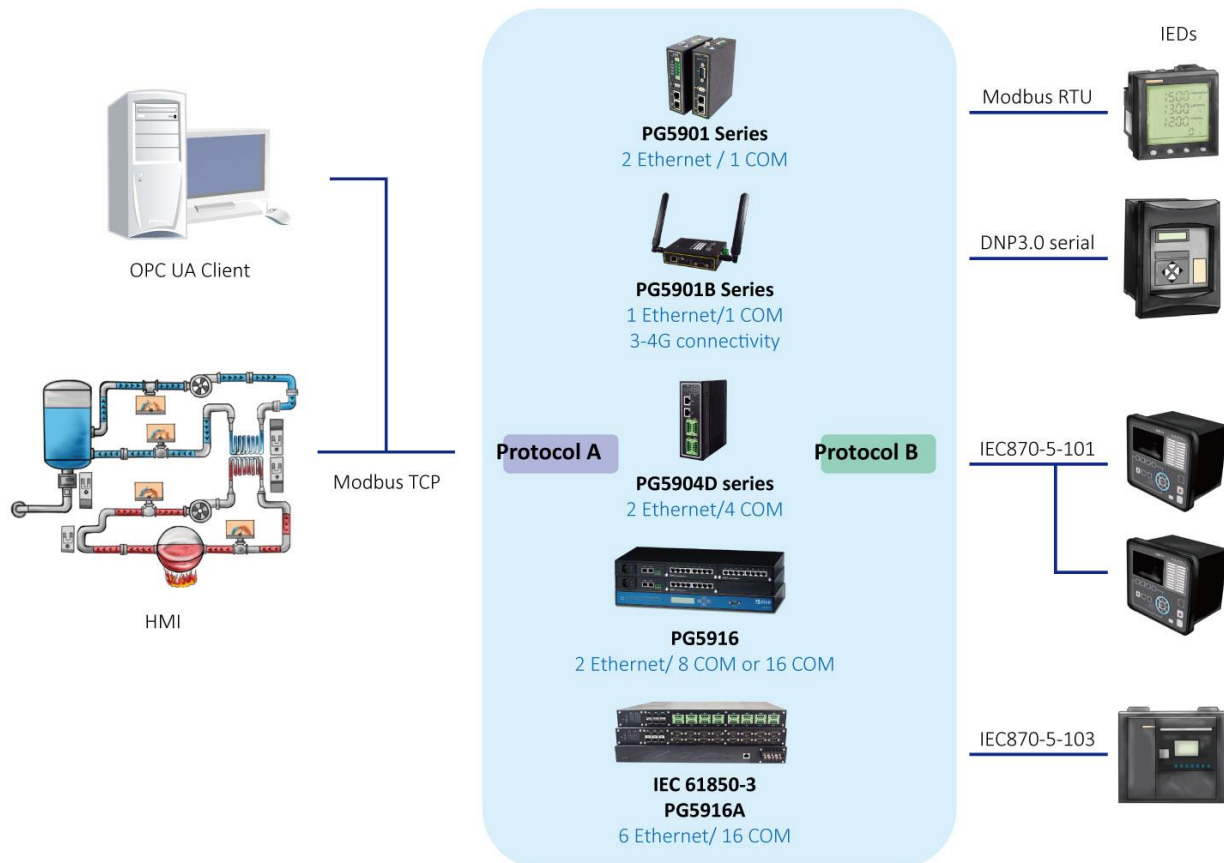 OPC UA Client
HMI
Modbus TCP
PG5901 Series
2 Ethernet / 1 COM
PG5901B Series
1 Ethernet/1 COM
3-4G connectivity
Protocol A
Protocol B
PG5904D series
2 Ethernet/4 COM
PG5916
2 Ethernet/ 8 COM or 16 COM
IEC 61850-3
PG5916A
6 Ethernet/ 16 COM
IEDs
Modbus RTU
DNP3.0 serial
IEC870-5-101
IEC870-5-103